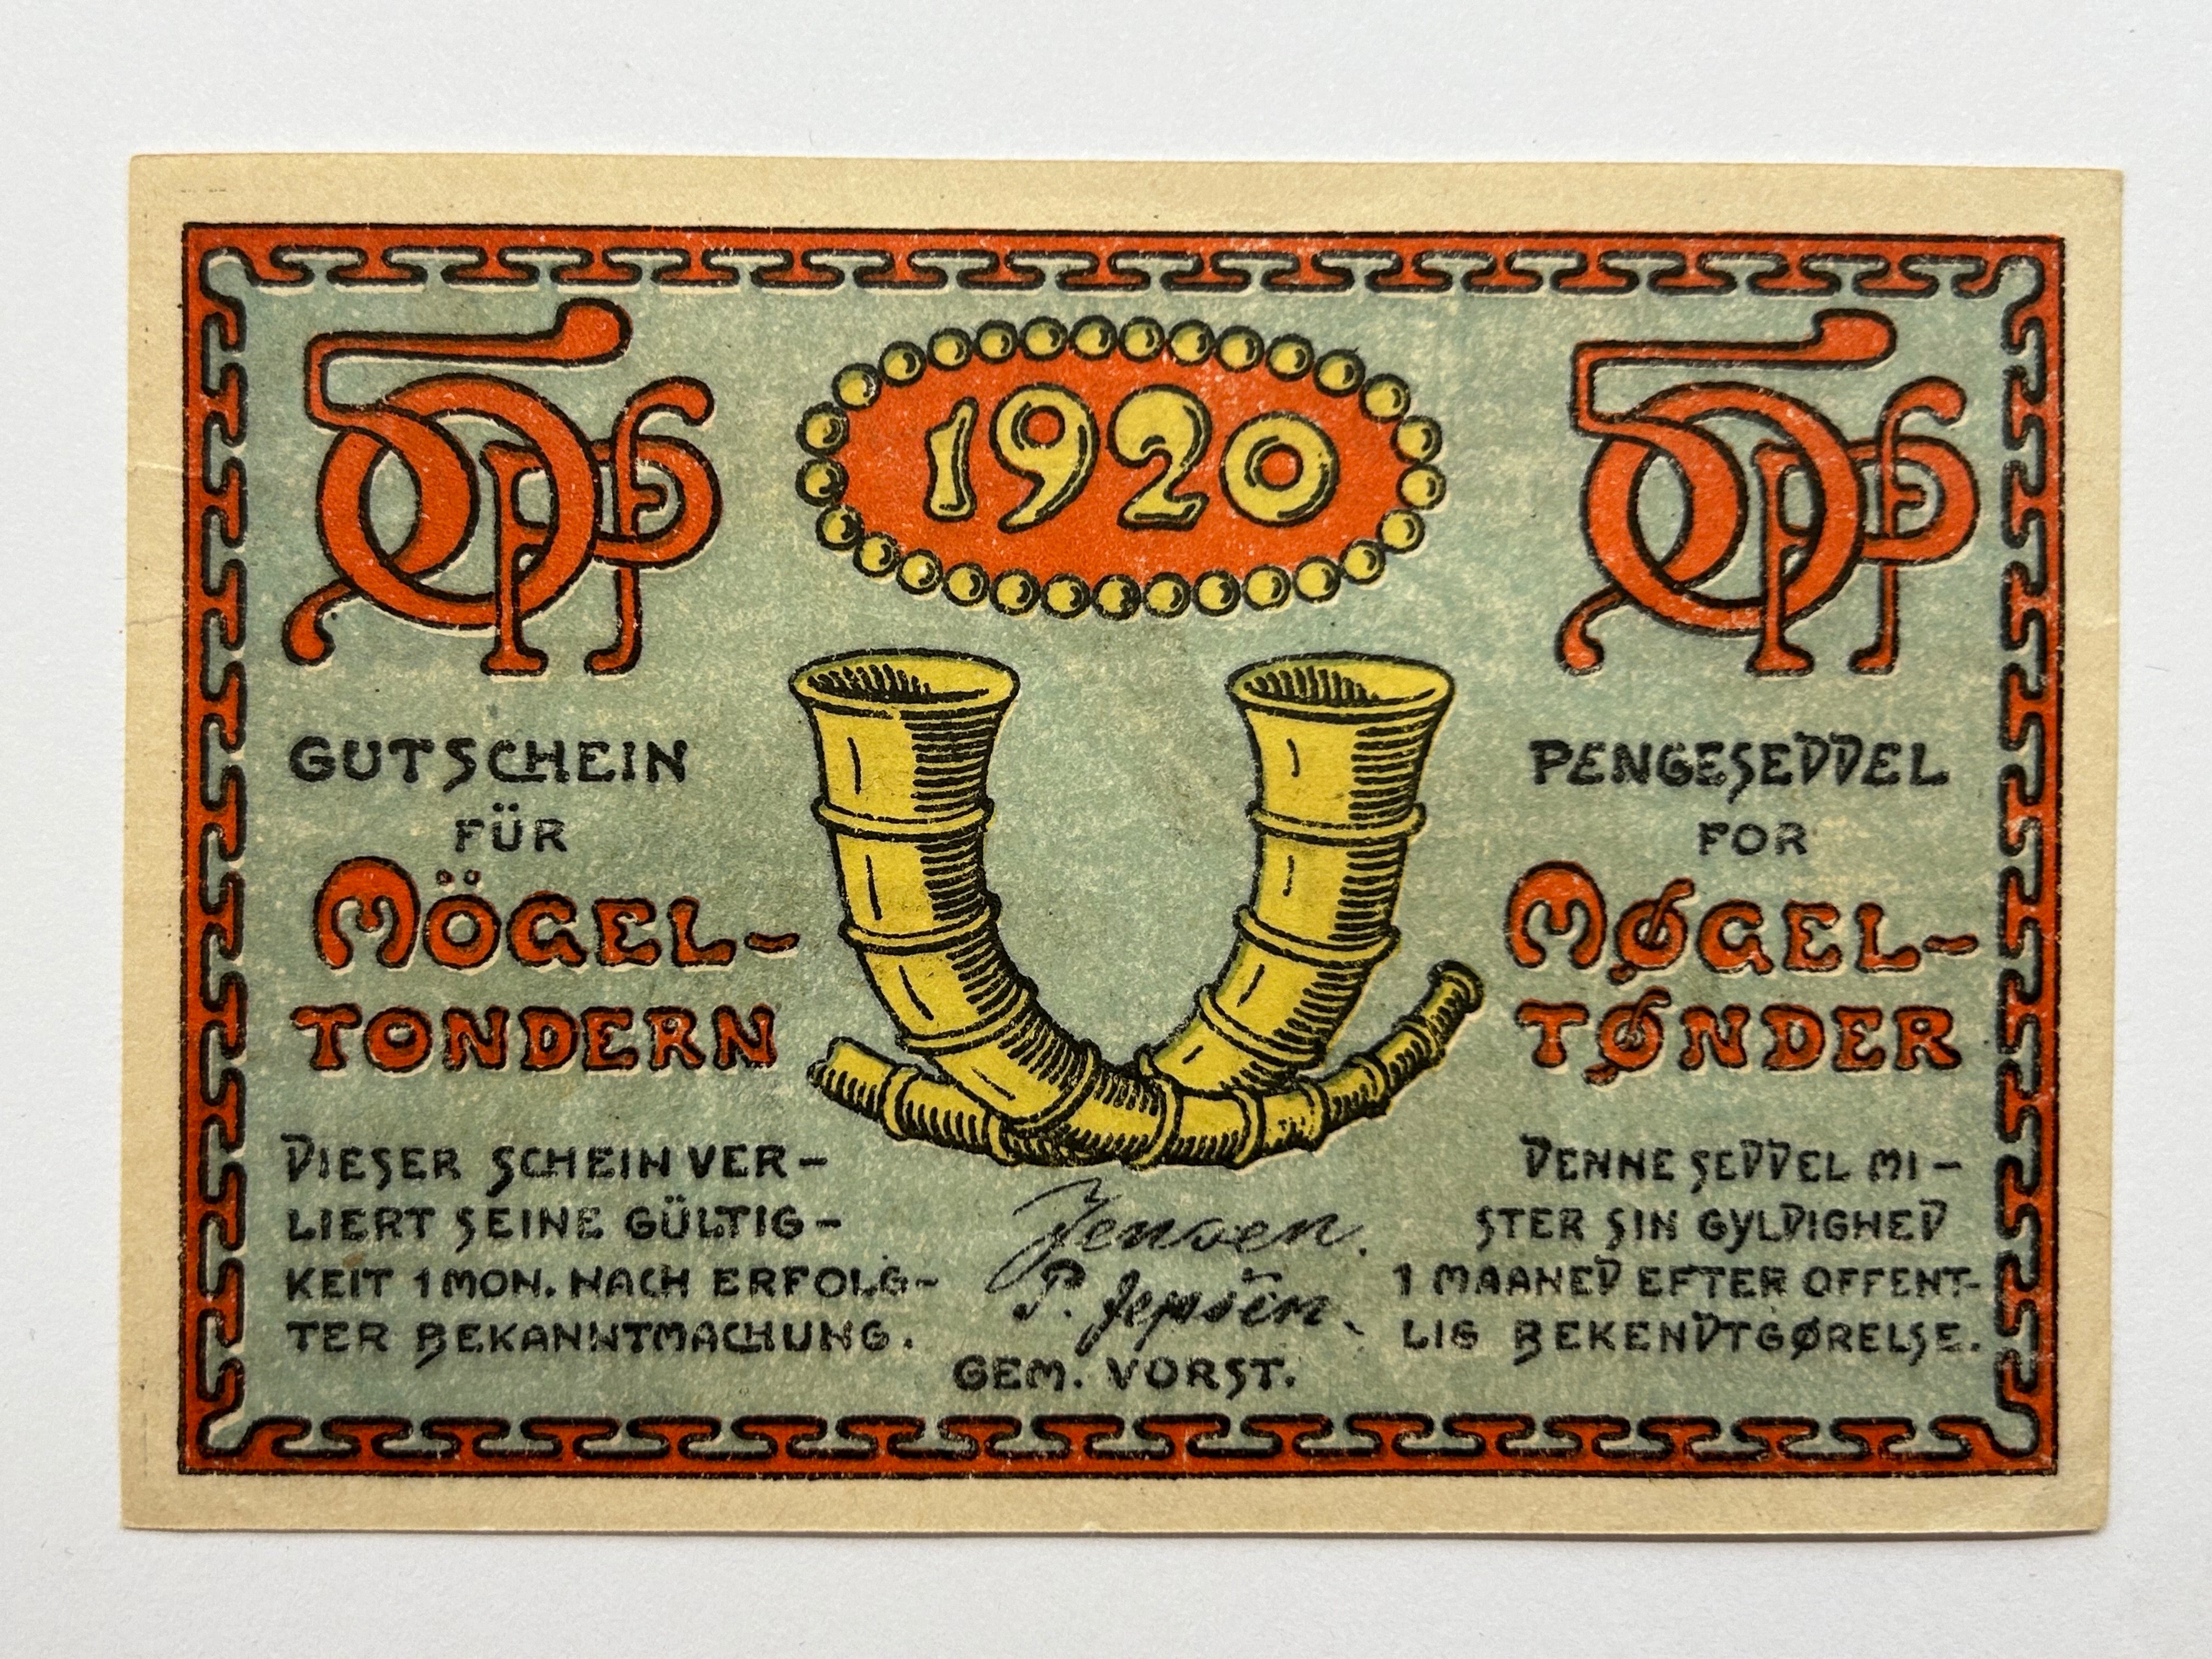 50 Pf
1920
50 Pf
GUTSCHEIN
FÜR
MÖGEL-
TONDERN
DIESER SCHEIN VER-
LIERT SEINE GÜLTIG-
KEIT 1 MON. NACH ERFOLG-
TER BEKANNTMACHUNG.
PENGESEDDEL
FOR
MØGEL-
TØNDER
DENNE SEDDEL MI-
STER SIN GYLDIGHED
1 MAANED EFTER OFFENT-
LIG BEKENDTGØRELSE.
Jensen.
P. Jepsen.
GEM. VORST.